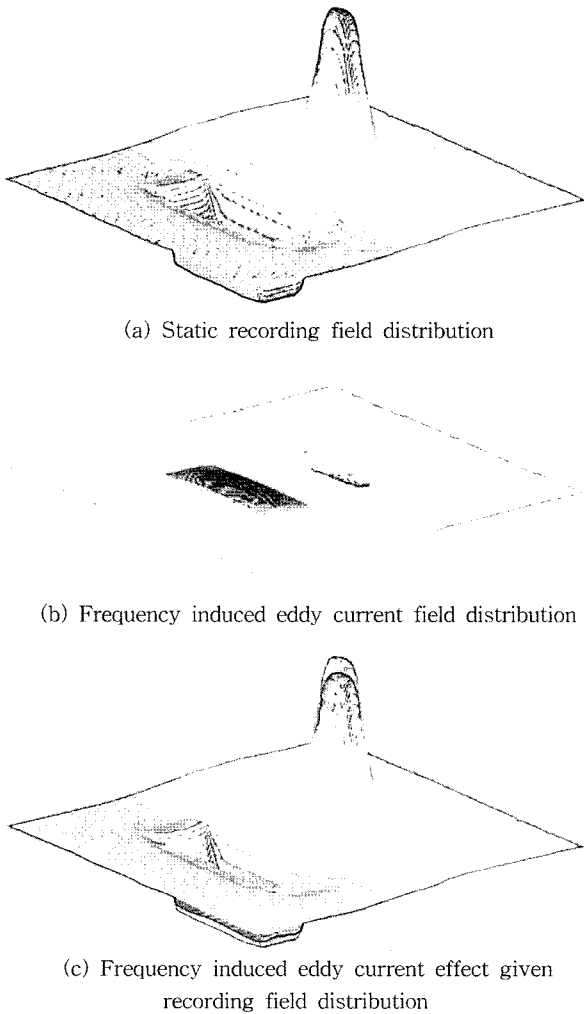 (a) Static recording field distribution
(b) Frequency induced eddy current field distribution
(c) Frequency induced eddy current effect given
recording field distribution